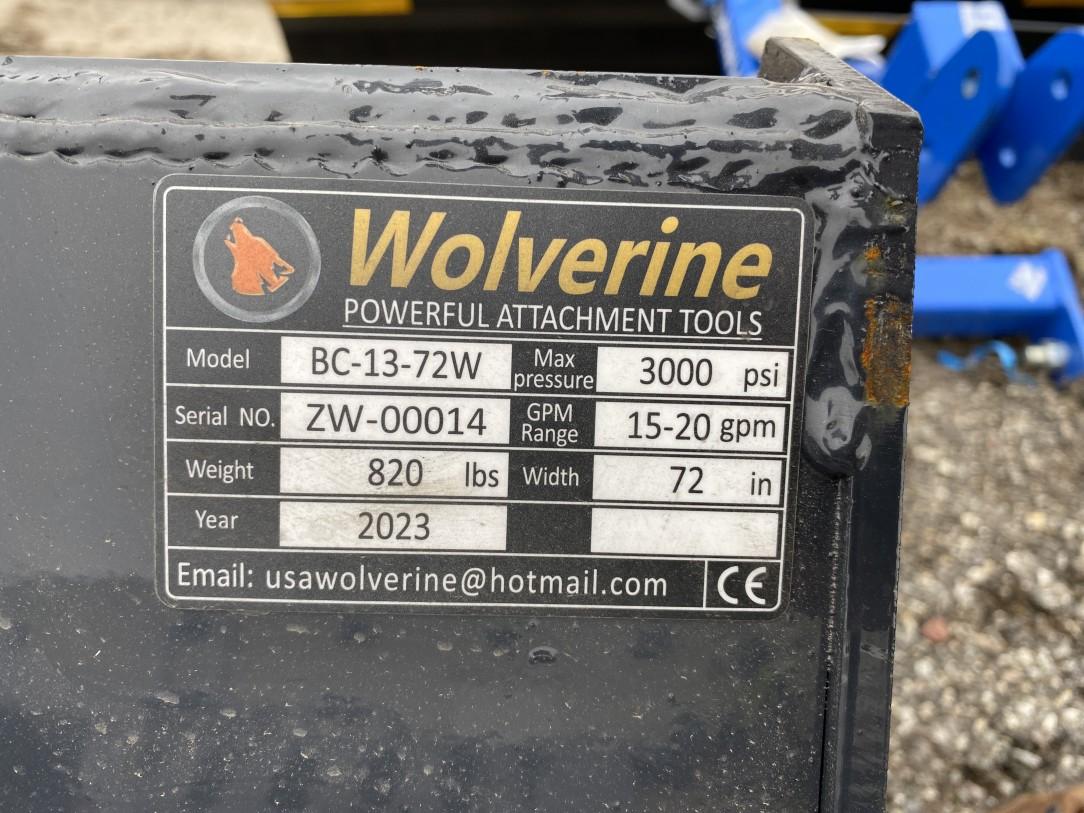 Wolverine
POWERFUL ATTACHMENT TOOLS
Model BC-13-72W Max pressure 3000 psi
Serial NO. ZW-00014 GPM Range 15-20 gpm
Weight 820 lbs Width 72 in
Year 2023
Email: usawolverine@hotmail.com CE